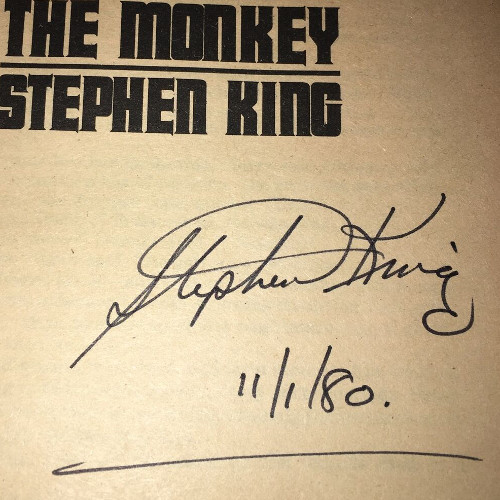 THE MONKEY
STEPHEN KING
Stephen King
11/1/80.